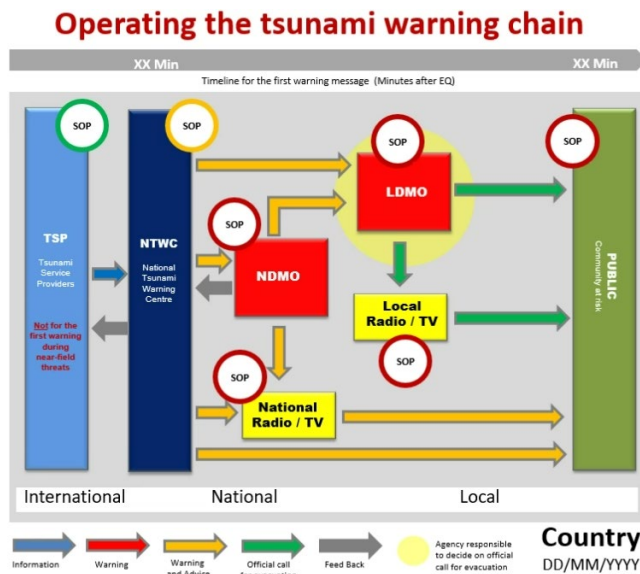 Operating the tsunami warning chain
XX Min
XX Min
Timeline for the first warning message (Minutes after EQ)
SOP
SOP
SOP
SOP
LDMO
SOP
TSP
Tsunami
Service
Providers
Not for the
first warning
during
near-field
threats
NTWC
National
Tsunami
Warning
Centre
NDMO
PUBLIC
Community at risk
Local
Radio / TV
SOP
SOP
National
Radio / TV
International
National
Local
Information
Warning
Warning
and Advice
Official call
Feed Back
Agency responsible
to decide on official
call for evacuation
Country
DD/MM/YYYY